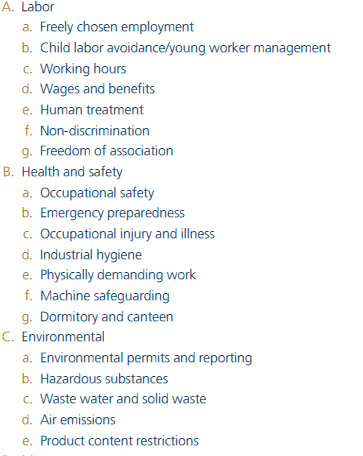 A. Labor
a. Freely chosen employment
b. Child labor avoidance/young worker management
c. Working hours
d. Wages and benefits
e. Human treatment
f. Non-discrimination
g. Freedom of association
B. Health and safety
a. Occupational safety
b. Emergency preparedness
c. Occupational injury and illness
d. Industrial hygiene
e. Physically demanding work
f. Machine safeguarding
g. Dormitory and canteen
C. Environmental
a. Environmental permits and reporting
b. Hazardous substances
c. Waste water and solid waste
d. Air emissions
e. Product content restrictions